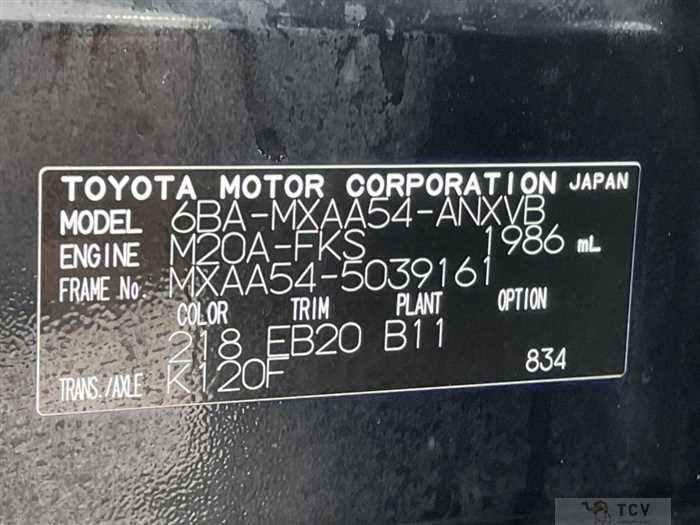 TOYOTA MOTOR CORPORATION JAPAN
MODEL 6BA-MXAA54-ANXVB
ENGINE M20A-FKS 1986 mL
FRAME No. MXAA54-5039161
COLOR TRIM PLANT OPTION
218 EB20 B11
TRANS./AXLE K120F 834
TCV